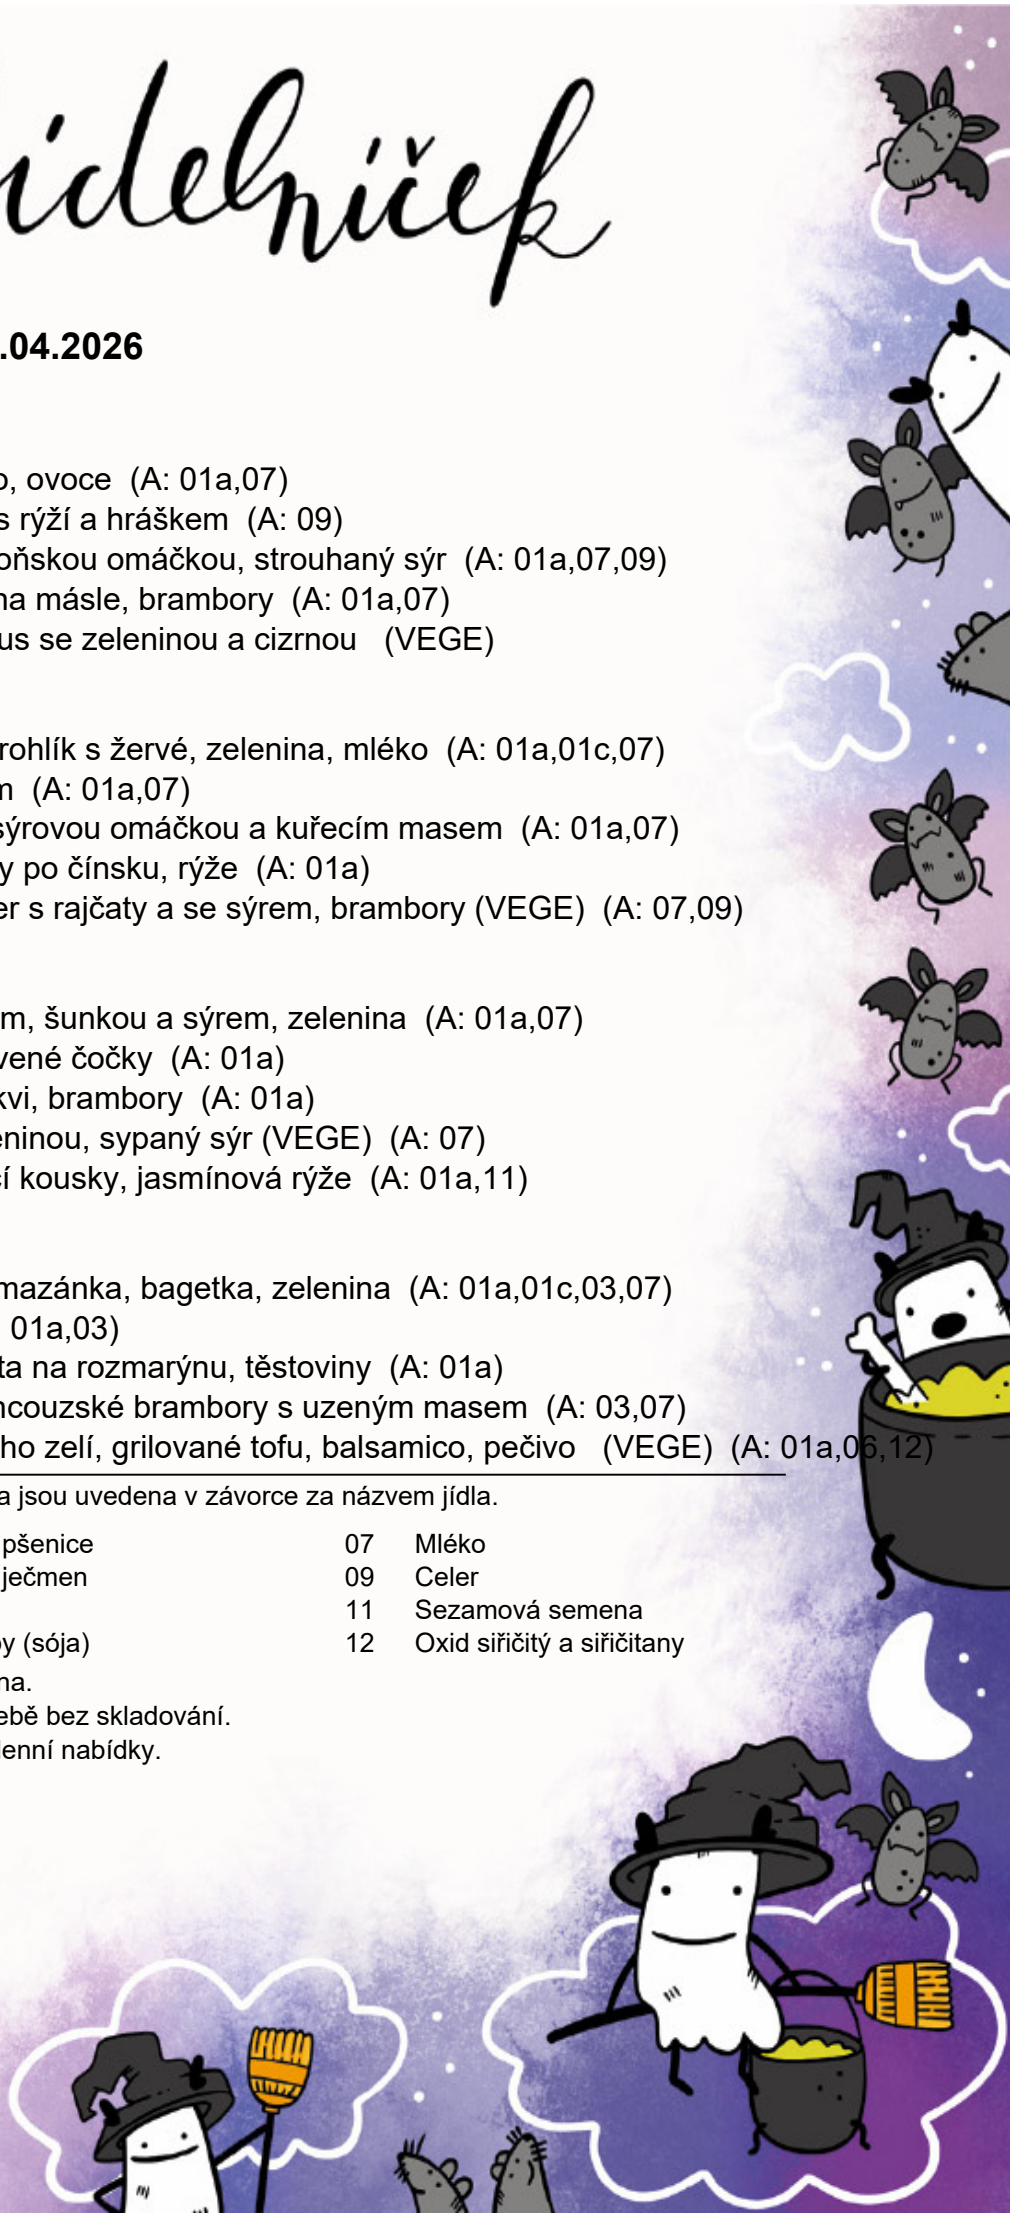 ídelníček
.04.2026
o, ovoce (A: 01a,07)
s rýží a hráškem (A: 09)
oňskou omáčkou, strouhaný sýr (A: 01a,07,09)
na másle, brambory (A: 01a,07)
us se zeleninou a cizrnou (VEGE)
rohlík s žervé, zelenina, mléko (A: 01a,01c,07)
m (A: 01a,07)
sýrovou omáčkou a kuřecím masem (A: 01a,07)
y po čínsku, rýže (A: 01a)
er s rajčaty a se sýrem, brambory (VEGE) (A: 07,09)
m, šunkou a sýrem, zelenina (A: 01a,07)
vené čočky (A: 01a)
kvi, brambory (A: 01a)
eninou, sypaný sýr (VEGE) (A: 07)
cí kousky, jasmínová rýže (A: 01a,11)
mazánka, bagetka, zelenina (A: 01a,01c,03,07)
01a,03)
ta na rozmarýnu, těstoviny (A: 01a)
ncouzské brambory s uzeným masem (A: 03,07)
ho zelí, grilované tofu, balsamico, pečivo (VEGE) (A: 01a,06,12)
a jsou uvedena v závorce za názvem jídla.
pšenice 07 Mléko
ječmen 09 Celer
11 Sezamová semena
by (sója) 12 Oxid siřičitý a siřičitany
na.
ebě bez skladování.
denní nabídky.